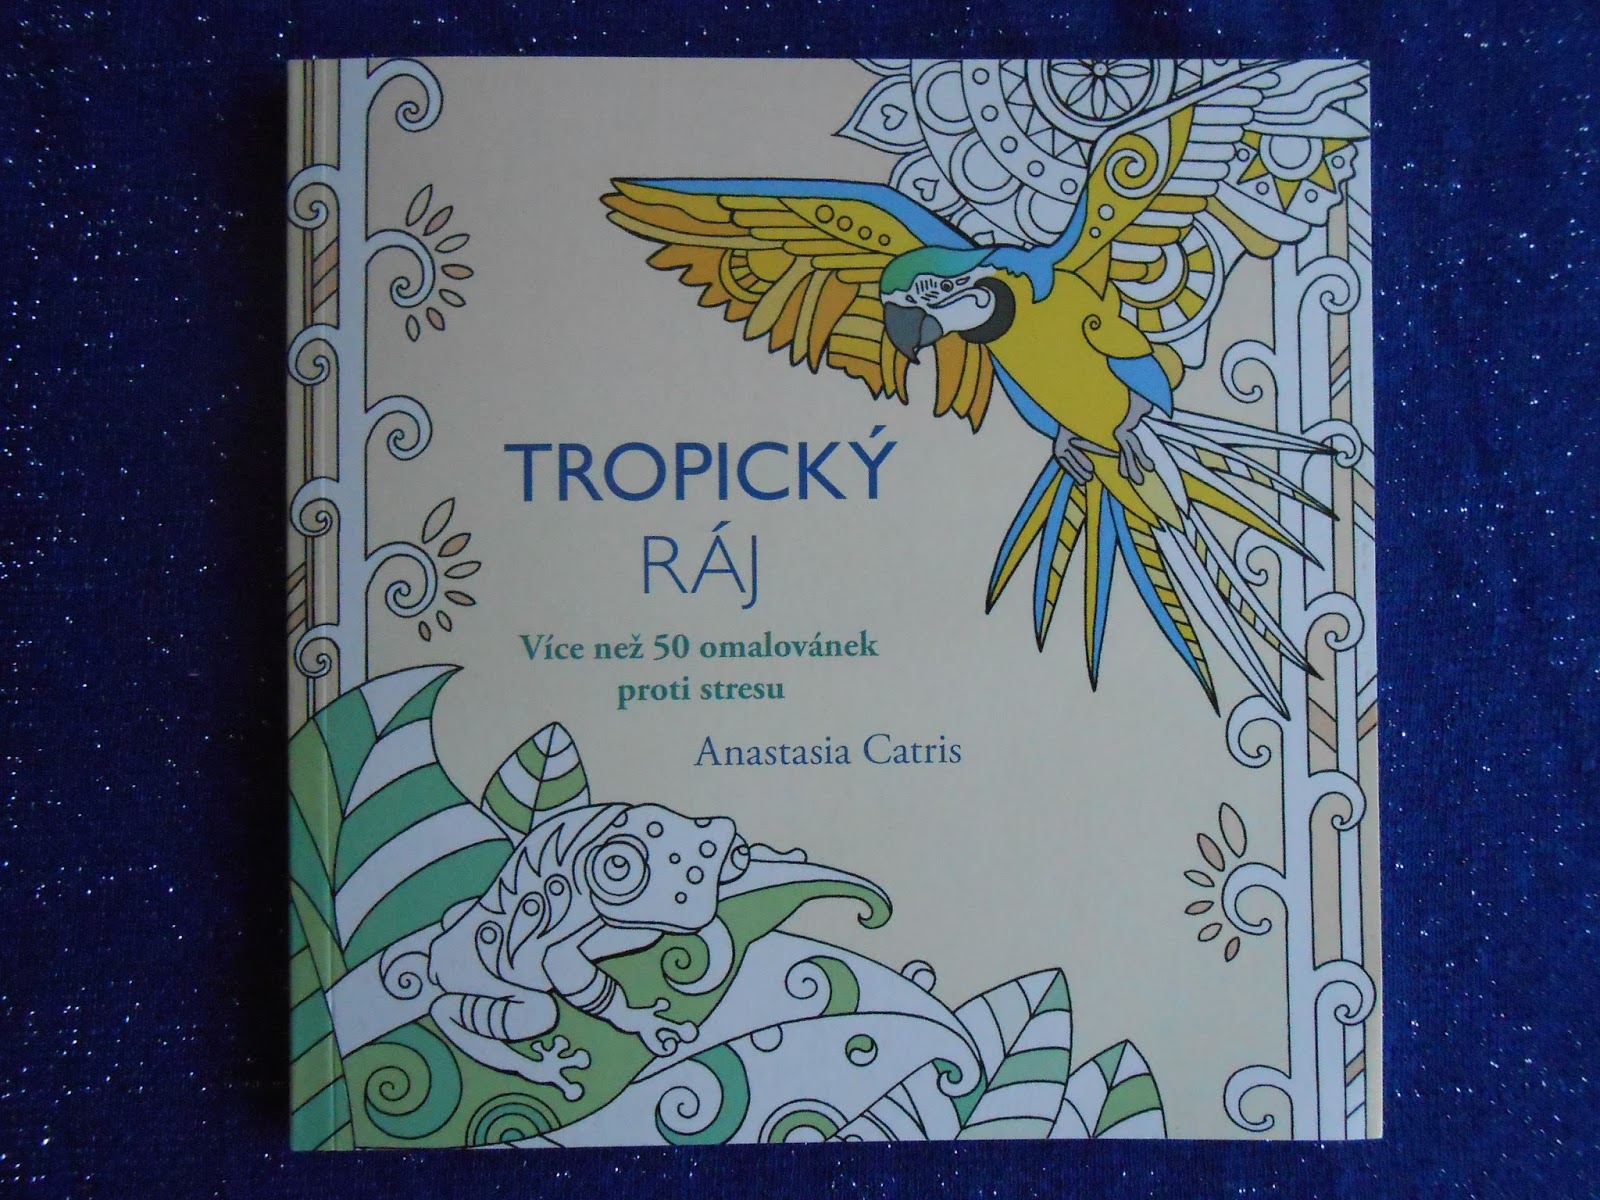 TROPICKÝ
RÁJ
Více než 50 omalovánek
proti stresu
Anastasia Catris